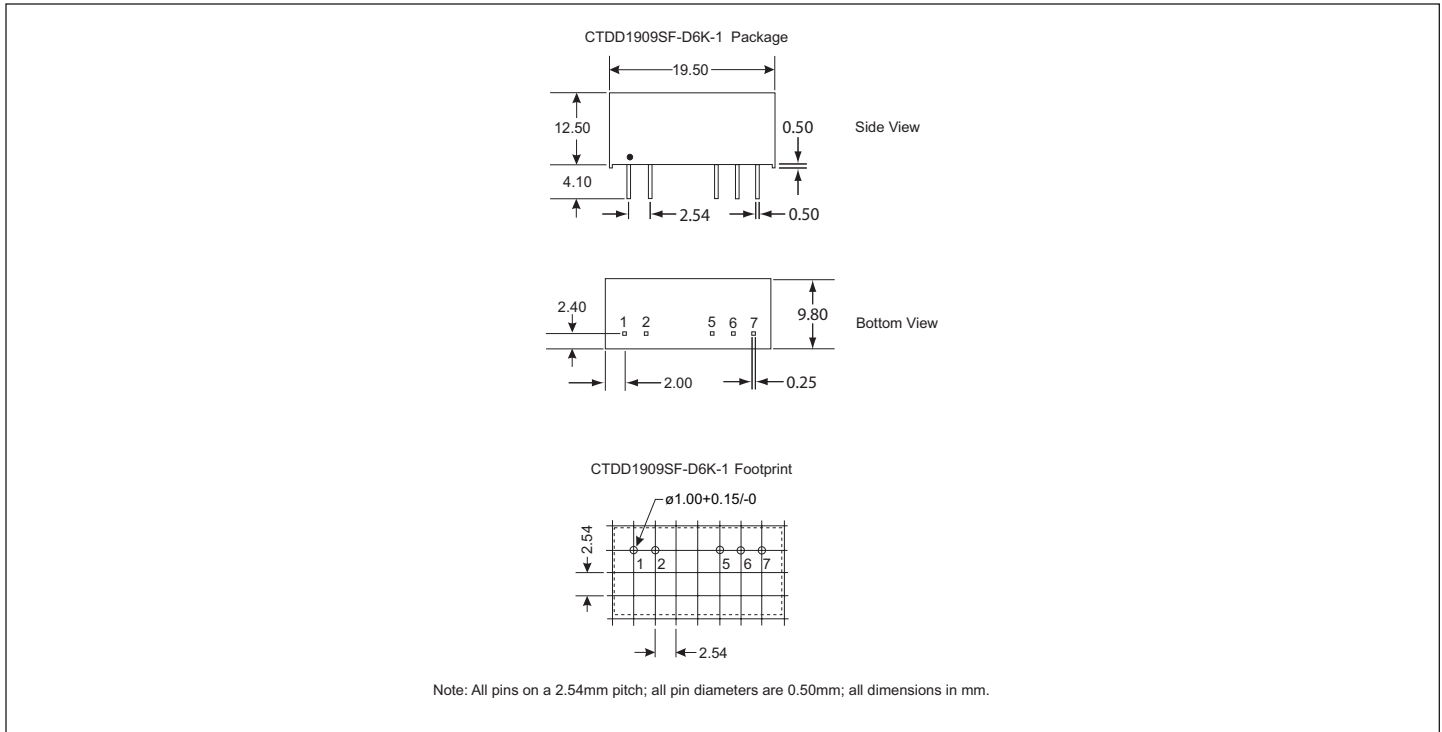 CTDD1909SF-D6K-1 Package
19.50
12.50
0.50
Side View
4.10
2.54
0.50
2.40
1 2 5 6 7
9.80
Bottom View
2.00
0.25
CTDD1909SF-D6K-1 Footprint
ø1.00+0.15/-0
2.54
1 2 5 6 7
2.54
Note: All pins on a 2.54mm pitch; all pin diameters are 0.50mm; all dimensions in mm.